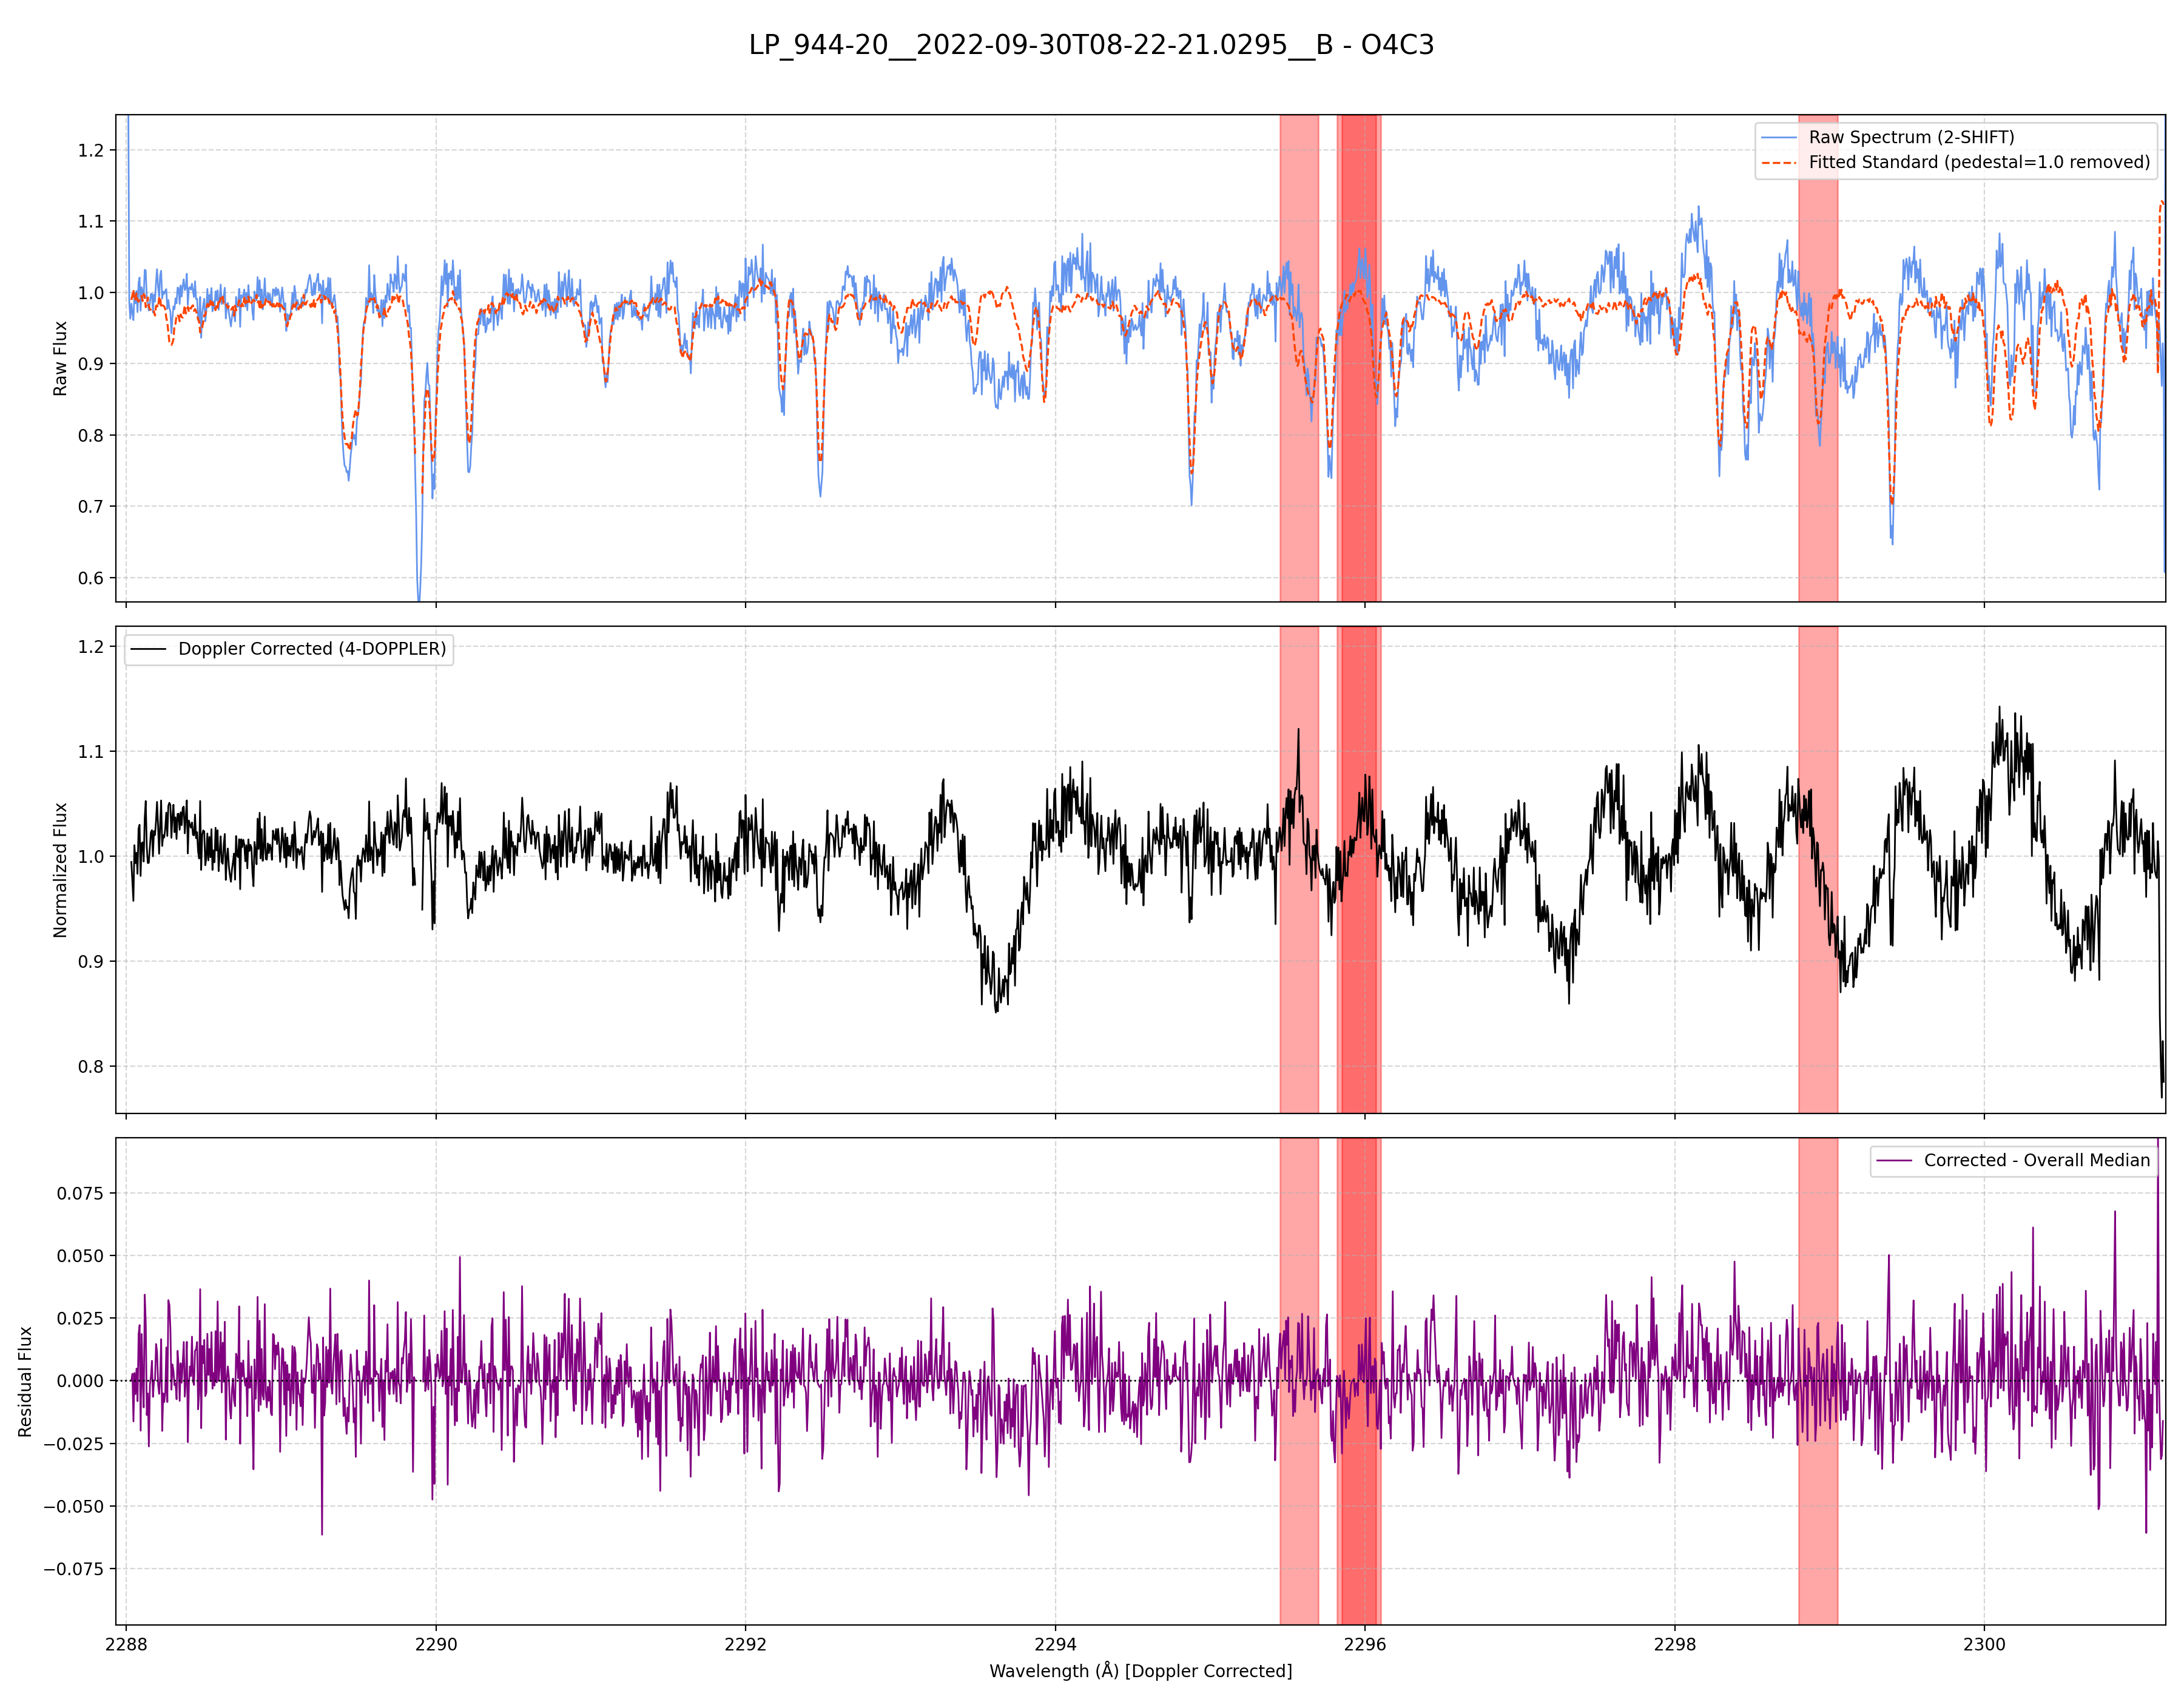 LP_944-20__2022-09-30T08-22-21.0295__B - O4C3
Raw Spectrum (2-SHIFT)
Fitted Standard (pedestal=1.0 removed)
Raw Flux
1.2
1.1
1.0
0.9
0.8
0.7
0.6
Doppler Corrected (4-DOPPLER)
Normalized Flux
1.2
1.1
1.0
0.9
0.8
Corrected - Overall Median
Residual Flux
0.075
0.050
0.025
0.000
−0.025
−0.050
−0.075
2288 2290 2292 2294 2296 2298 2300
Wavelength (Å) [Doppler Corrected]